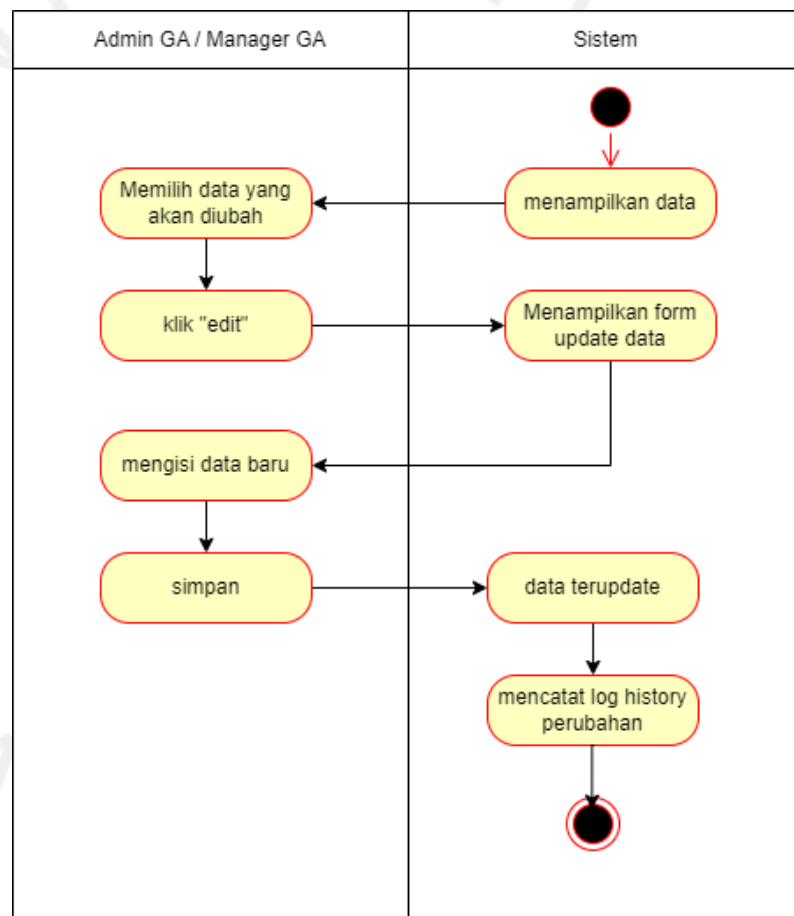 Admin GA / Manager GA
Sistem
Memilih data yang
akan diubah
menampilkan data
klik "edit"
Menampilkan form
update data
mengisi data baru
simpan
data terupdate
mencatat log history
perubahan